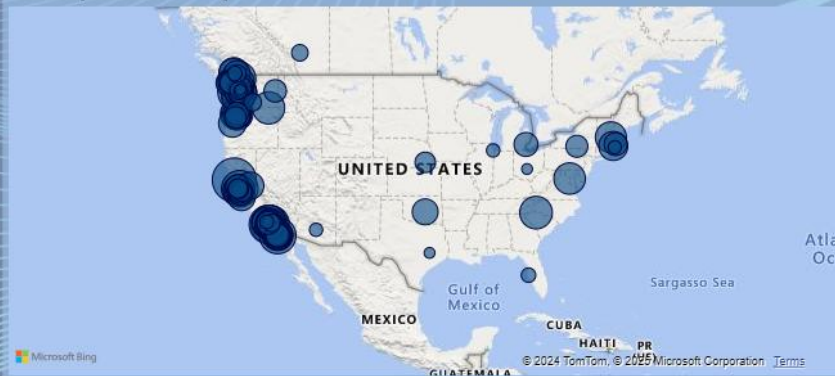 UNITED STATES
Atla
Oc
Sargasso Sea
Gulf of
Mexico
MEXICO
CUBA
HAITI
PR
(US)
GUATEMALA
Microsoft Bing
© 2024 TomTom, © 2025 Microsoft Corporation Terms